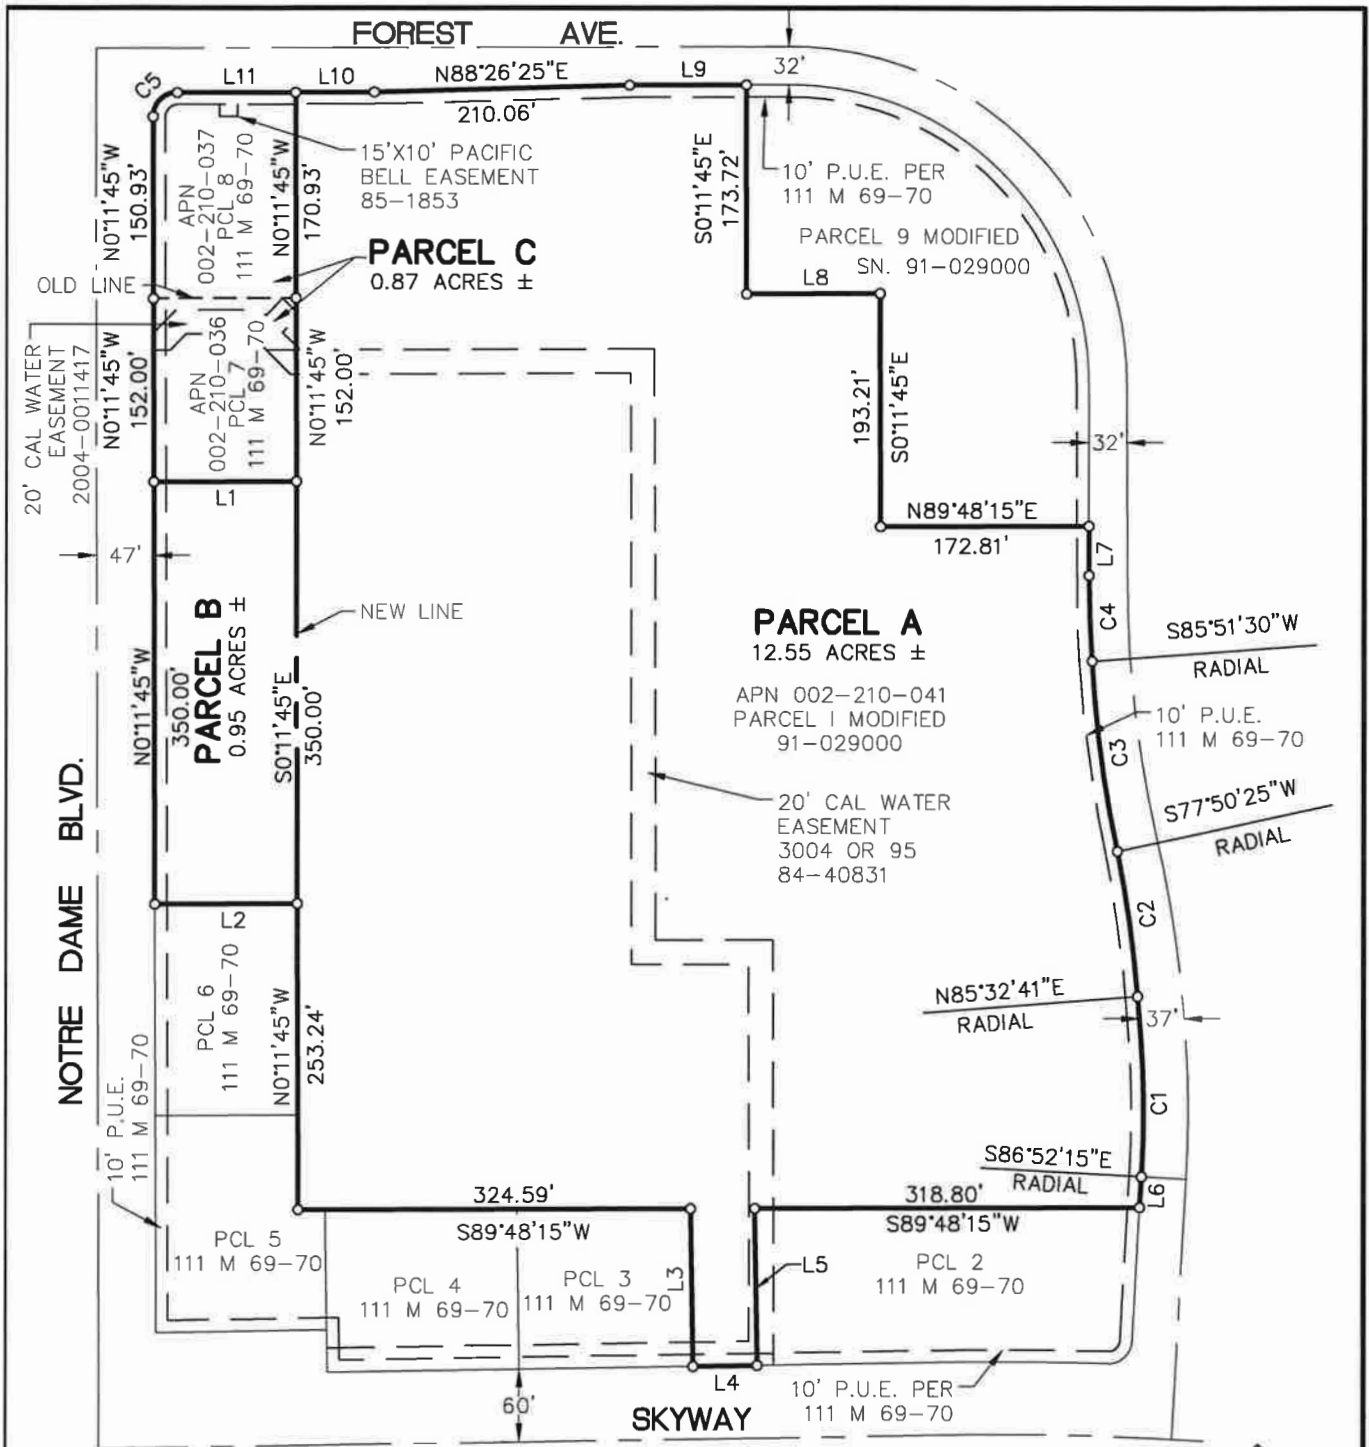 FOREST AVE.
C5
L11
L10
N88°26'25"E
210.06'
L9
32'
N0°11'45"W
150.93'
APN
002-210-037
PCL 8
111 M 69-70
N0°11'45"W
170.93'
15'X10' PACIFIC
BELL EASEMENT
85-1853
S0°11'45"E
173.72'
10' P.U.E. PER
111 M 69-70
PARCEL 9 MODIFIED
SN. 91-029000
PARCEL C
0.87 ACRES ±
OLD LINE
L8
20' CAL WATER
EASEMENT
2004-0011417
N0°11'45"W
152.00'
APN
002-210-036
PCL 7
111 M 69-70
N0°11'45"W
152.00'
193.21'
S0°11'45"E
32'
L1
N89°48'15"E
172.81'
L7
47'
NEW LINE
PARCEL B
0.95 ACRES ±
N0°11'45"W
350.00'
S0°11'45"E
350.00'
PARCEL A
12.55 ACRES ±
APN 002-210-041
PARCEL 1 MODIFIED
91-029000
C4
S85°51'30"W
RADIAL
10' P.U.E.
111 M 69-70
C3
20' CAL WATER
EASEMENT
3004 OR 95
84-40831
S77°50'25"W
RADIAL
NOTRE DAME BLVD.
L2
C2
PCL 6
111 M 69-70
N0°11'45"W
253.24'
N85°32'41"E
RADIAL
37'
10' P.U.E.
111 M 69-70
C1
S86°52'15"E
RADIAL
L6
324.59'
S89°48'15"W
318.80'
S89°48'15"W
PCL 5
111 M 69-70
PCL 4
111 M 69-70
PCL 3
111 M 69-70
L3
L5
PCL 2
111 M 69-70
L4
60'
SKYWAY
10' P.U.E. PER
111 M 69-70